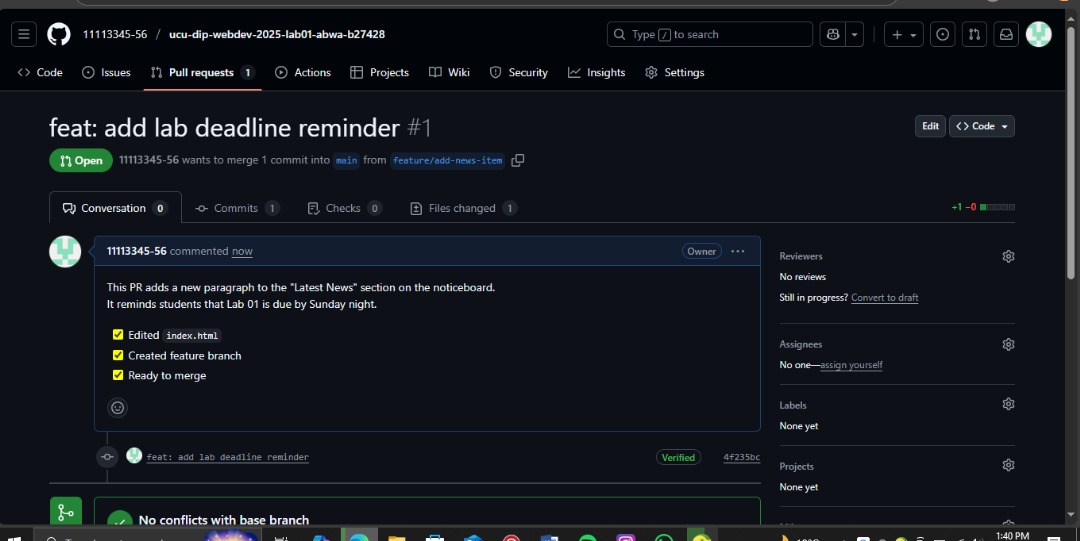 11113345-56 / ucu-dip-webdev-2025-lab01-abwa-b27428
Type / to search
Code
Issues
Pull requests 1
Actions
Projects
Wiki
Security
Insights
Settings
feat: add lab deadline reminder #1
Edit
Code
Open
11113345-56 wants to merge 1 commit into main from feature/add-news-item
Conversation 0
Commits 1
Checks 0
Files changed 1
+1 −0
11113345-56 commented now
Owner
This PR adds a new paragraph to the "Latest News" section on the noticeboard.
It reminds students that Lab 01 is due by Sunday night.
Edited index.html
Created feature branch
Ready to merge
feat: add lab deadline reminder
Verified
4f235bc
No conflicts with base branch
Reviewers
No reviews
Still in progress? Convert to draft
Assignees
No one—assign yourself
Labels
None yet
Projects
None yet
1:40 PM